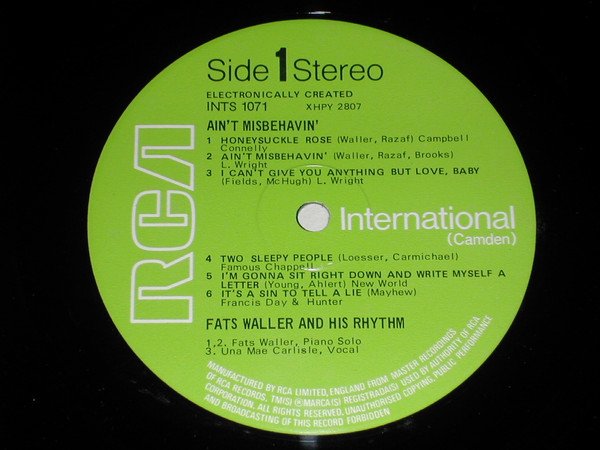 RCA
Side 1 Stereo
ELECTRONICALLY CREATED
INTS 1071 XHPY 2807
AIN'T MISBEHAVIN'
1 HONEYSUCKLE ROSE (Waller, Razaf) Campbell
Connelly
2 AIN'T MISBEHAVIN' (Waller, Razaf, Brooks)
L. Wright
3 I CAN'T GIVE YOU ANYTHING BUT LOVE, BABY
(Fields, McHugh) L. Wright
International
(Camden)
4 TWO SLEEPY PEOPLE (Loesser, Carmichael)
Famous Chappell
5 I'M GONNA SIT RIGHT DOWN AND WRITE MYSELF A
LETTER (Young, Ahlert) New World
6 IT'S A SIN TO TELL A LIE (Mayhew)
Francis Day & Hunter
FATS WALLER AND HIS RHYTHM
1,2. Fats Waller, Piano Solo
3. Una Mae Carlisle, Vocal
MANUFACTURED BY RCA LIMITED, ENGLAND FROM MASTER RECORDINGS
OF RCA RECORDS. TM(S) ® MARCA(S) REGISTRADA(S) USED BY AUTHORITY OF RCA
CORPORATION. ALL RIGHTS RESERVED. UNAUTHORISED COPYING, PUBLIC PERFORMANCE
AND BROADCASTING OF THIS RECORD FORBIDDEN